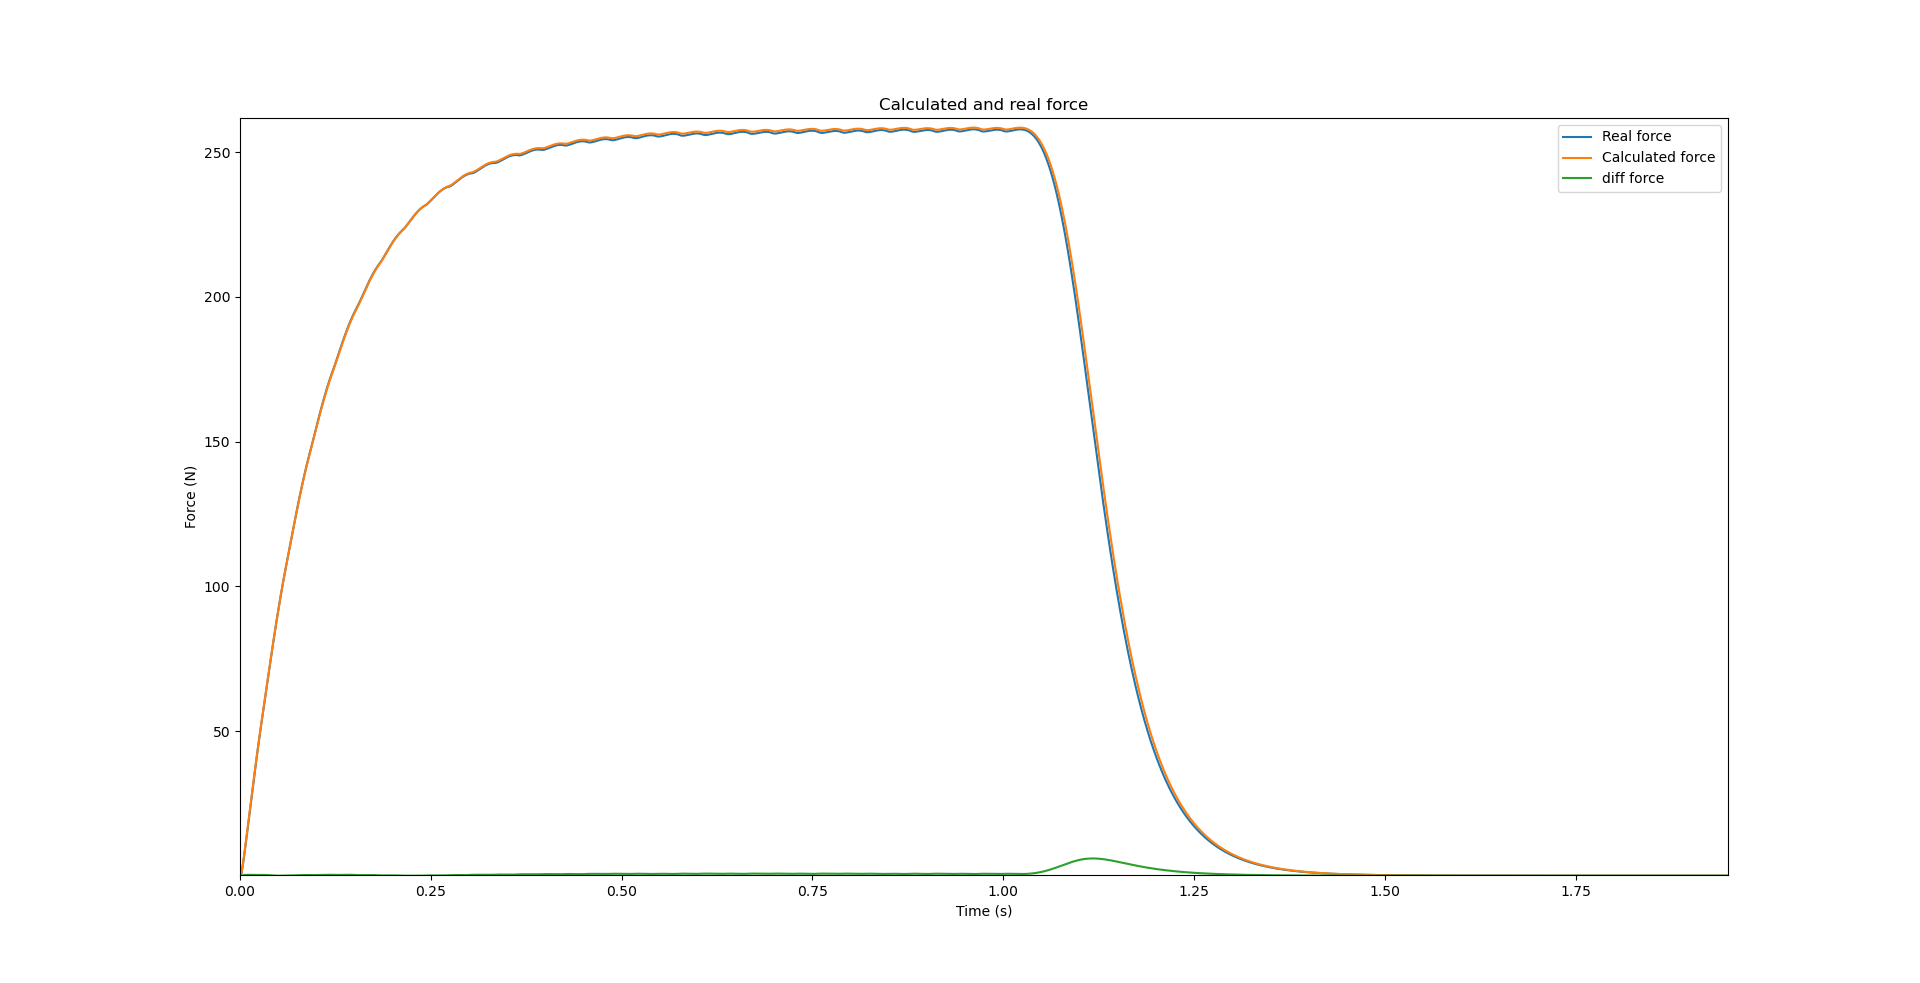 Calculated and real force
Real force
Calculated force
diff force
Force (N)
250
200
150
100
50
0.00 0.25 0.50 0.75 1.00 1.25 1.50 1.75
Time (s)